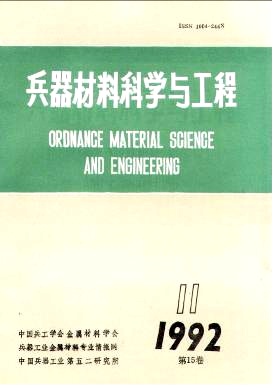 ISSN 1004-244X
兵器材料科学与工程
ORDNANCE MATERIAL SCIENCE
AND ENGINEERING
11
1992
第15卷
中国兵工学会金属材料学会
兵器工业金属材料专业情报网
中国兵器工业第五二研究所